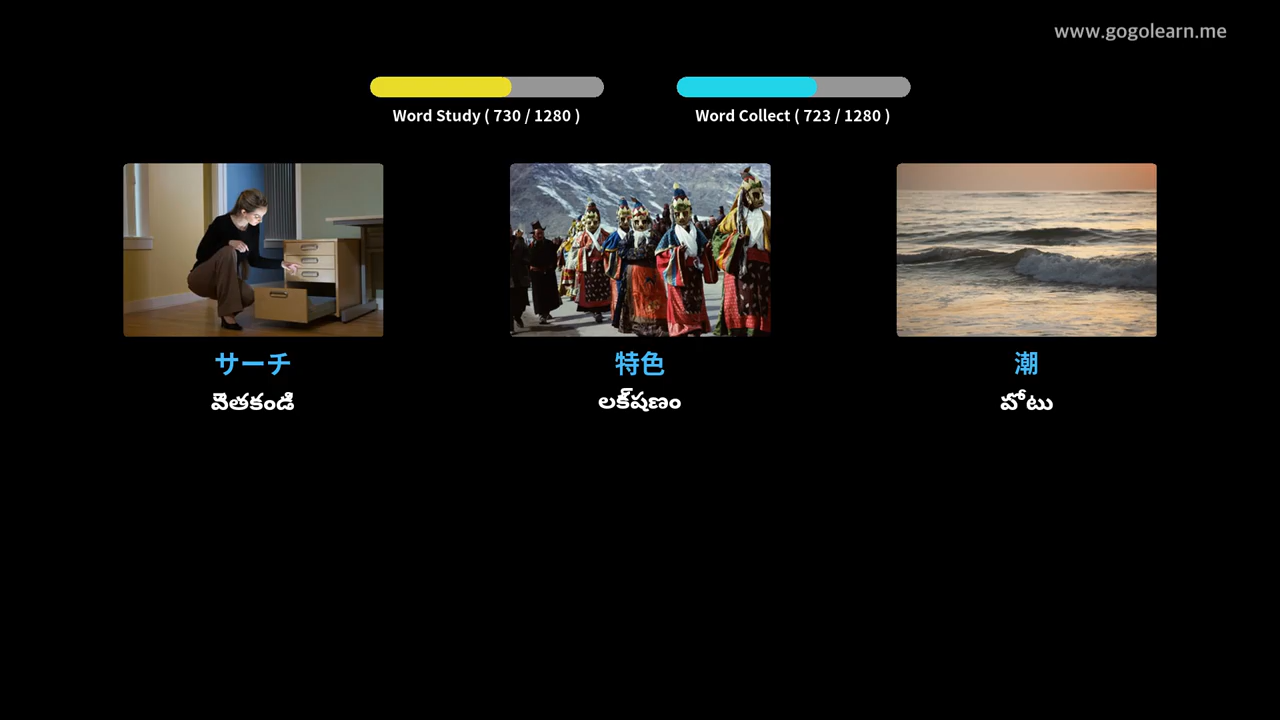 www.gogolearn.me
Word Study ( 730 / 1280 )
Word Collect ( 723 / 1280 )
サーチ
特色
潮
వెతకండి
లక్షణం
పోటు